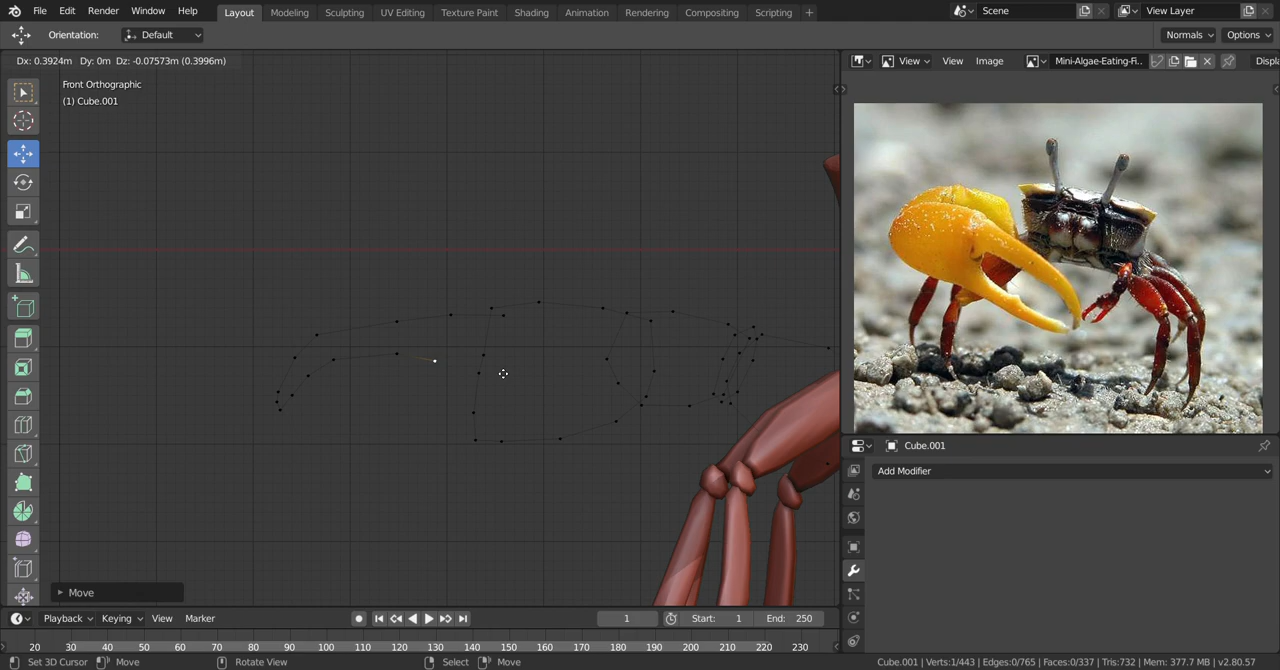 File Edit Render Window Help Layout Modeling Sculpting UV Editing Texture Paint Shading Animation Rendering Compositing Scripting + Scene View Layer
Orientation: Default Normals Options
Dx: 0.3924m Dy: 0m Dz: -0.07573m (0.3996m) View View Image Mini-Algae-Eating-Fi.. Displa
Front Orthographic
(1) Cube.001
Cube.001
Add Modifier
Move
Playback Keying View Marker 1 Start: 1 End: 250
20 30 40 50 60 70 80 90 100 110 120 130 140 150 160 170 180 190 200 210 220 230
Set 3D Cursor Move Rotate View Select Move Cube.001 | Verts:1/443 | Edges:0/765 | Faces:0/337 | Tris:732 | Mem: 377.7 MB | v2.80.57